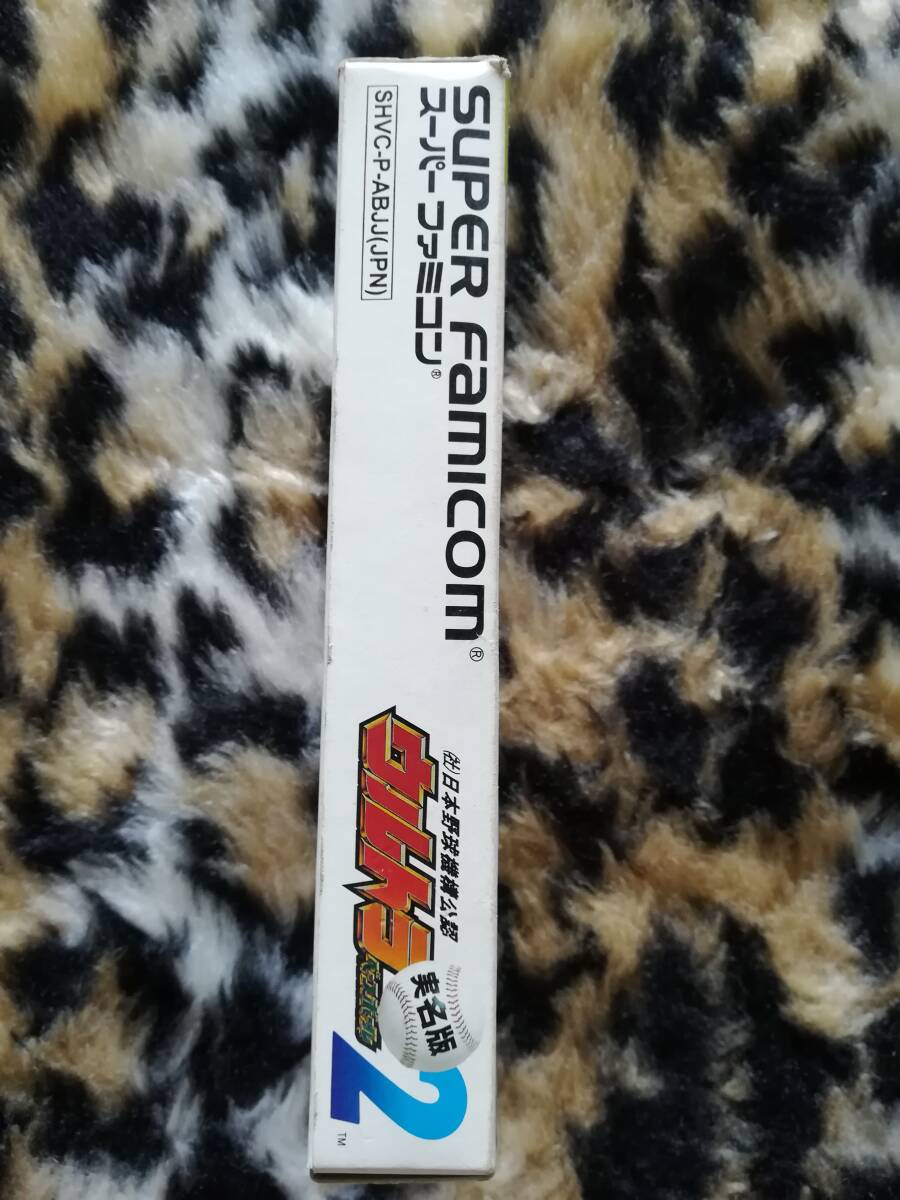 SUPER Famicom®
スーパーファミコン®
SHVC-P-ABJJ(JPN)
(社)日本野球機構公認
ウルトラ
ベースボール
実名版
2
TM